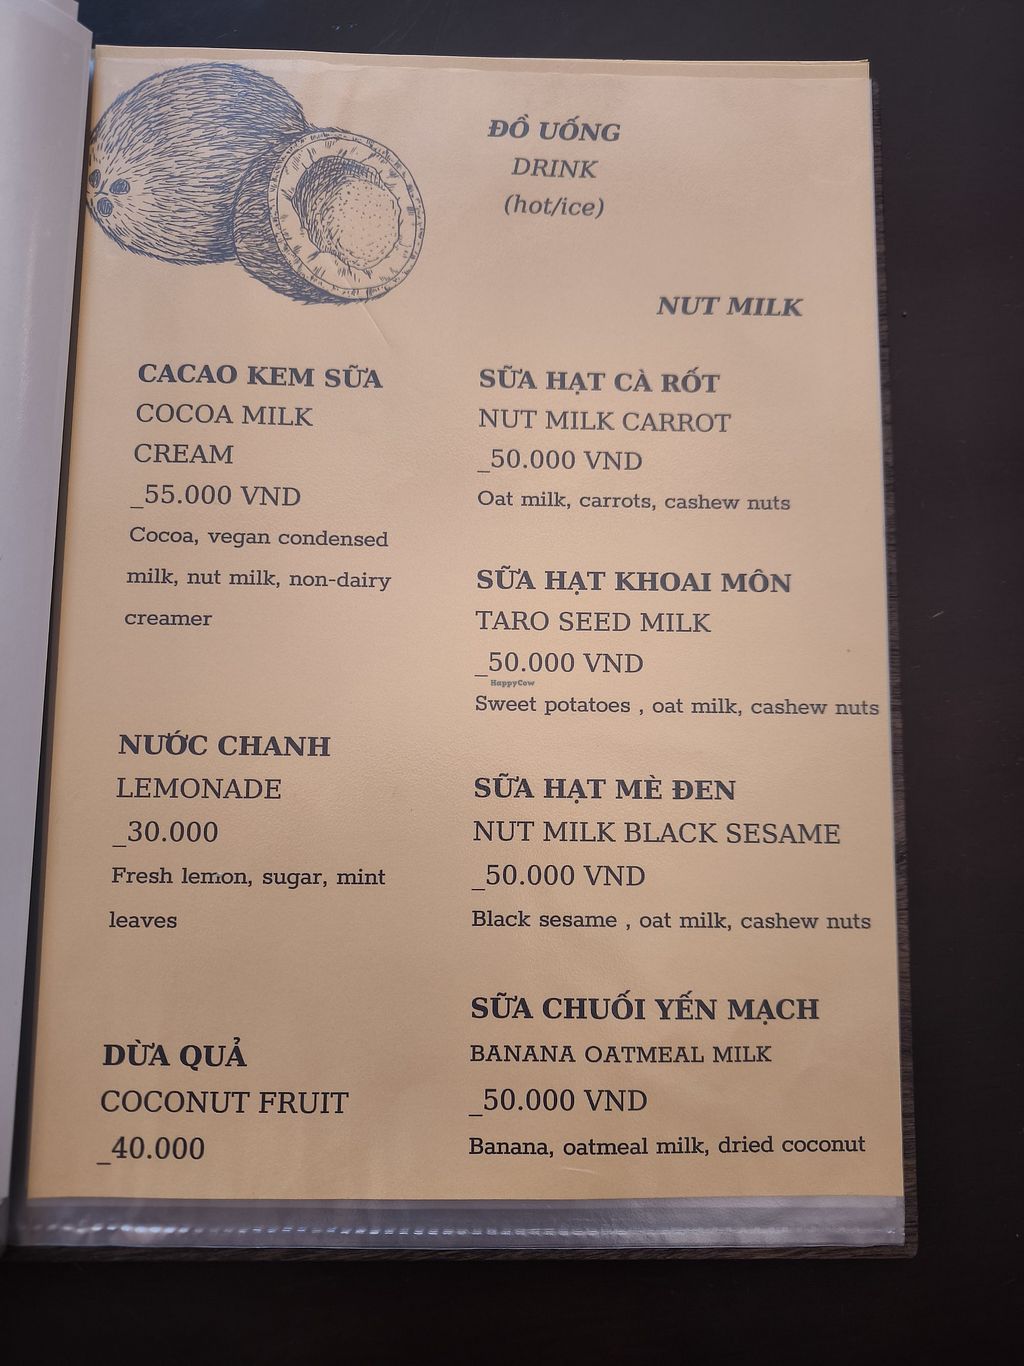 ĐỒ UỐNG
DRINK
(hot/ice)
CACAO KEM SỮA
COCOA MILK
CREAM
_55.000 VND
Cocoa, vegan condensed
milk, nut milk, non-dairy
creamer
NƯỚC CHANH
LEMONADE
_30.000
Fresh lemon, sugar, mint
leaves
DỪA QUẢ
COCONUT FRUIT
_40.000
NUT MILK
SỮA HẠT CÀ RỐT
NUT MILK CARROT
_50.000 VND
Oat milk, carrots, cashew nuts
SỮA HẠT KHOAI MÔN
TARO SEED MILK
_50.000 VND
HappyCow
Sweet potatoes , oat milk, cashew nuts
SỮA HẠT MÈ ĐEN
NUT MILK BLACK SESAME
_50.000 VND
Black sesame , oat milk, cashew nuts
SỮA CHUỐI YẾN MẠCH
BANANA OATMEAL MILK
_50.000 VND
Banana, oatmeal milk, dried coconut